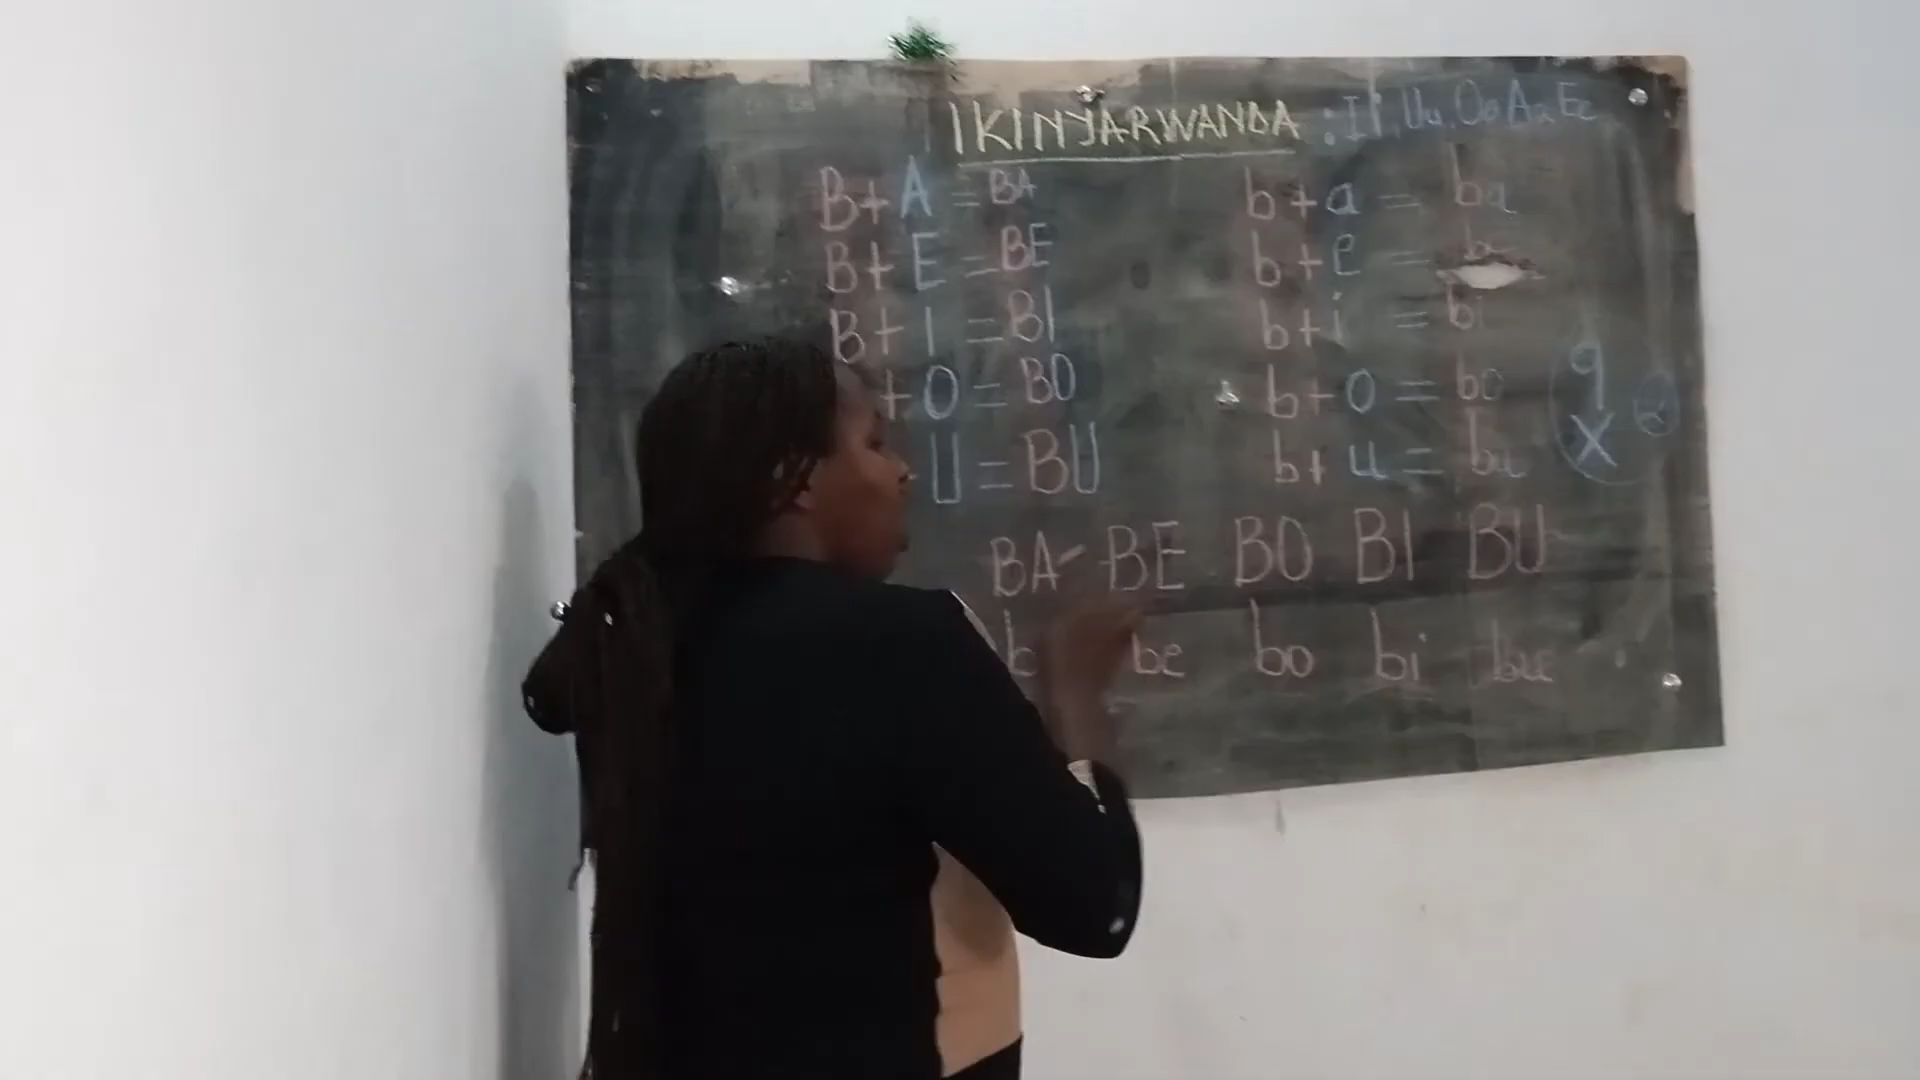 IKINYARWANDA : Ii Uu Oo Aa Ee
B+A = BA
B+E = BE
B+I = BI
+O = BO
U = BU
b+a = ba
b+e = 
b+i = bi
b+o = bo
b+u = bu
q
x
BA BE BO BI BU
be bo bi bu